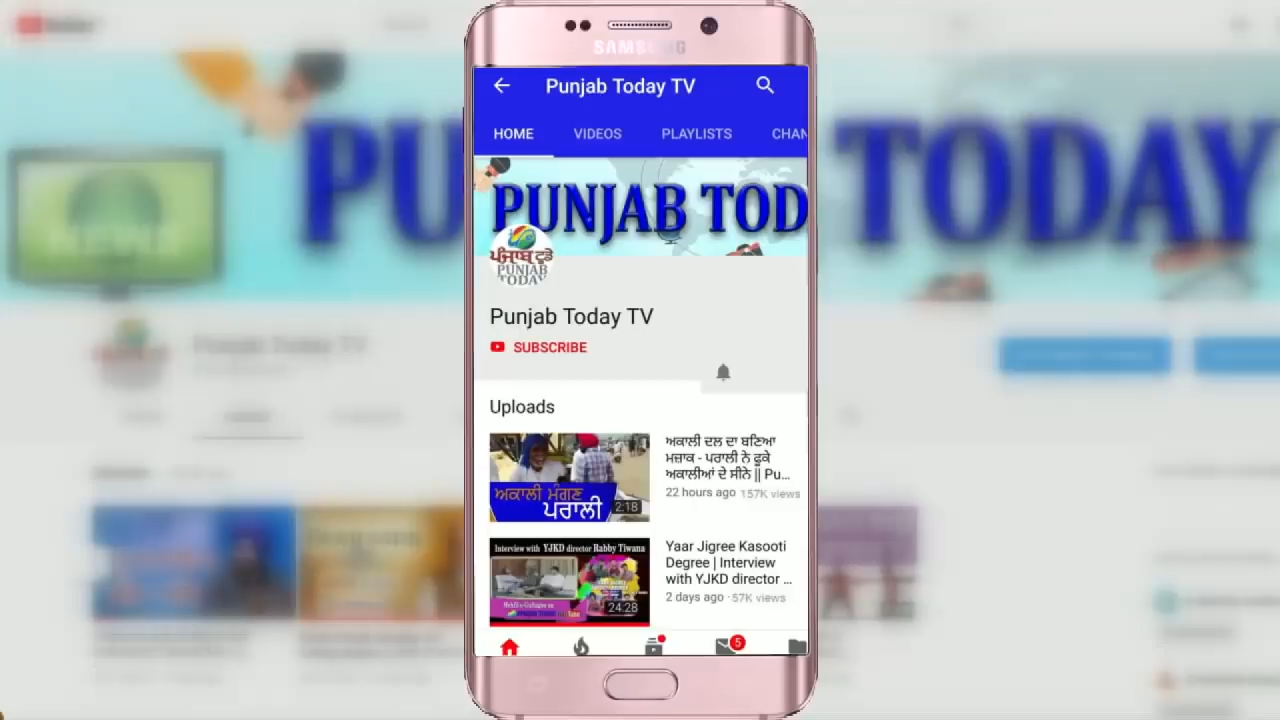 SAMSUNG
Punjab Today TV
HOME VIDEOS PLAYLISTS CHAN
PUNJAB TOD
ਪੰਜਾਬ ਟੂਡੇ
PUNJAB
TODAY
Punjab Today TV
SUBSCRIBE
Uploads
ਅਕਾਲੀ ਮੰਗਣ
ਪਰਾਲੀ
2:18
ਅਕਾਲੀ ਦਲ ਦਾ ਬਣਿਆ
ਮਜ਼ਾਕ - ਪਰਾਲੀ ਨੇ ਫੂਕੇ
ਅਕਾਲੀਆਂ ਦੇ ਸੀਨੇ || Pu...
22 hours ago 157K views
Interview with YJKD director Rabby Tiwana
24:28
Yaar Jigree Kasooti
Degree | Interview
with YJKD director ...
2 days ago · 57K views
5
PU
TODAY
Punjab Today TV